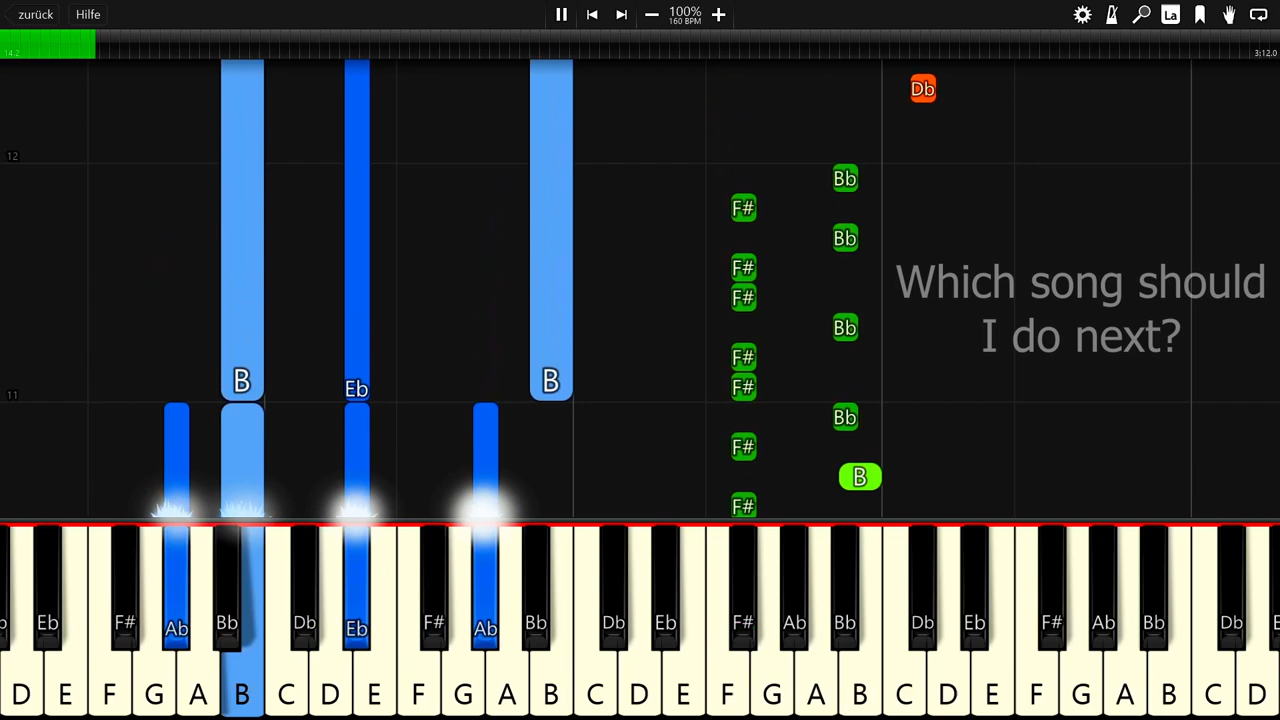 zurück Hilfe 100% La
160 BPM
14.2 3:12.0
Db
12
Bb
F#
Bb
F#
F#
Which song should
I do next?
Bb
F#
B Eb B F#
11
Bb
F#
B
F#
Eb F# Ab Bb Db Eb F# Ab Bb Db Eb F# Ab Bb Db Eb F# Ab Bb Db
D E F G A B C D E F G A B C D E F G A B C D E F G A B C D